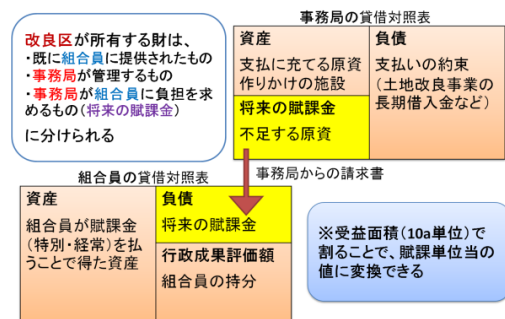 事務局の貸借対照表
改良区が所有する財は、
・既に組合員に提供されたもの
・事務局が管理するもの
・事務局が組合員に負担を求
めるもの(将来の賦課金)
に分けられる
資産
支払に充てる原資
作りかけの施設
将来の賦課金
不足する原資
負債
支払いの約束
(土地改良事業の
長期借入金など)
事務局からの請求書
組合員の貸借対照表
資産
組合員が賦課金
(特別・経常)を払
うことで得た資産
負債
将来の賦課金
行政成果評価額
組合員の持分
※受益面積(10a単位)で
割ることで、賦課単位当の
値に変換できる